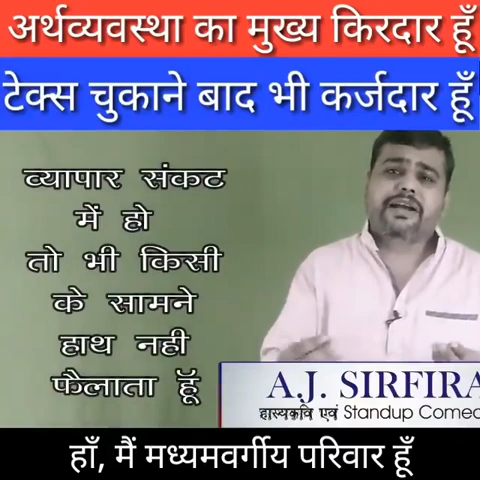 अर्थव्यवस्था का मुख्य किरदार हूँ
टेक्स चुकाने बाद भी कर्जदार हूँ
व्यापार संकट
में हो
तो भी किसी
के सामने
हाथ नही
फैलाता हूॅ
A.J. SIRFIRA
हास्यकवि एवं Standup Comed
हाँ, मैं मध्यमवर्गीय परिवार हूँ